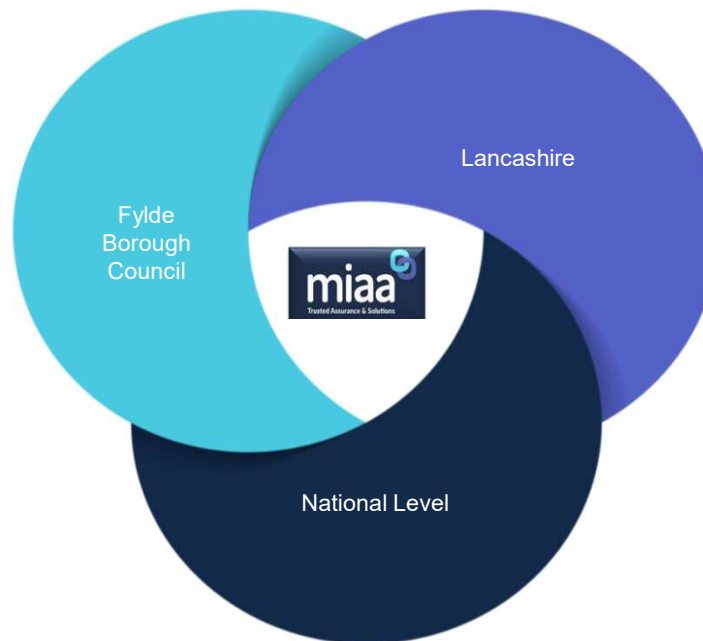 Lancashire
Fylde
Borough
Council
miaa
Trusted Assurance & Solutions
National Level